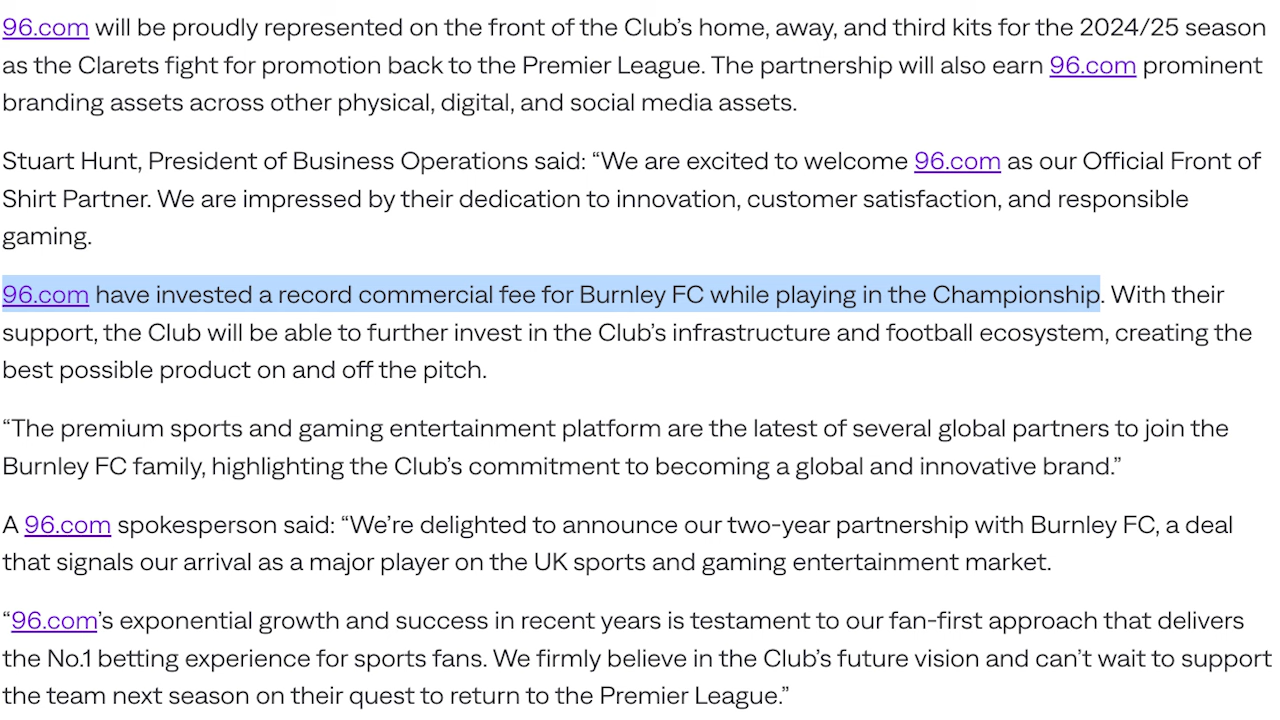 96.com will be proudly represented on the front of the Club’s home, away, and third kits for the 2024/25 season
as the Clarets fight for promotion back to the Premier League. The partnership will also earn 96.com prominent
branding assets across other physical, digital, and social media assets.
Stuart Hunt, President of Business Operations said: “We are excited to welcome 96.com as our Official Front of
Shirt Partner. We are impressed by their dedication to innovation, customer satisfaction, and responsible
gaming.
96.com have invested a record commercial fee for Burnley FC while playing in the Championship. With their
support, the Club will be able to further invest in the Club’s infrastructure and football ecosystem, creating the
best possible product on and off the pitch.
“The premium sports and gaming entertainment platform are the latest of several global partners to join the
Burnley FC family, highlighting the Club’s commitment to becoming a global and innovative brand.”
A 96.com spokesperson said: “We’re delighted to announce our two-year partnership with Burnley FC, a deal
that signals our arrival as a major player on the UK sports and gaming entertainment market.
“96.com’s exponential growth and success in recent years is testament to our fan-first approach that delivers
the No.1 betting experience for sports fans. We firmly believe in the Club’s future vision and can’t wait to support
the team next season on their quest to return to the Premier League.”